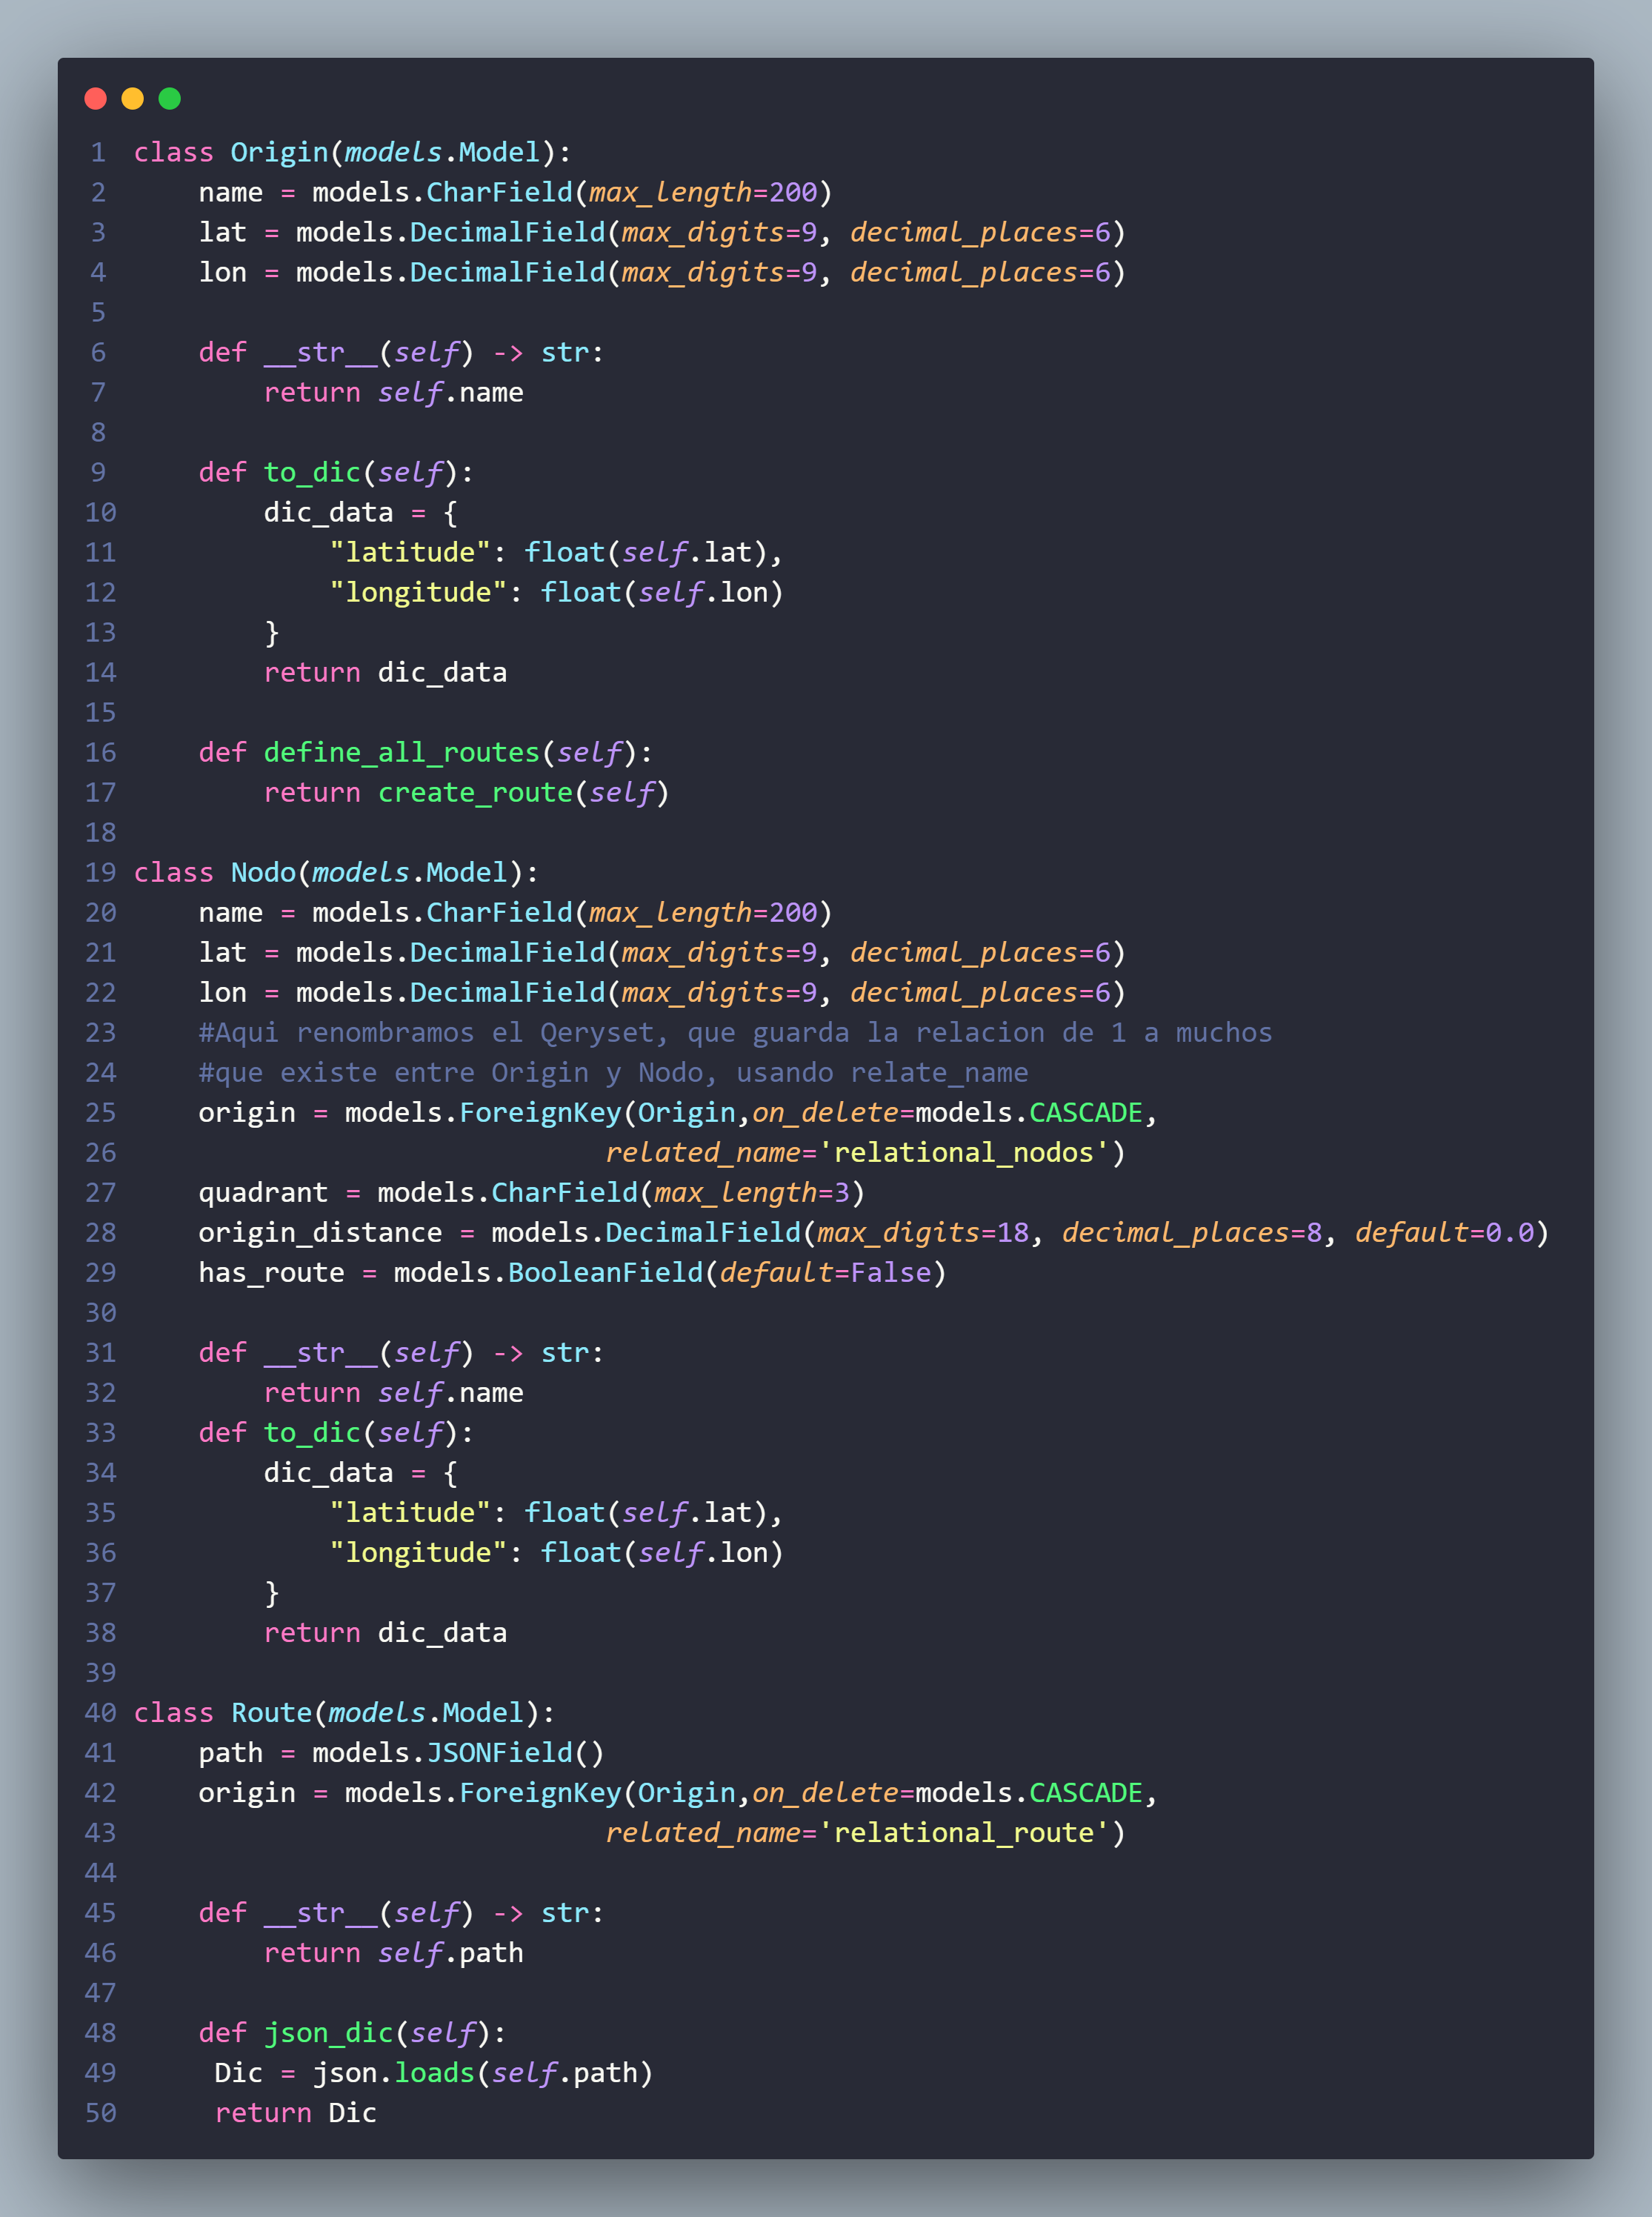 1 class Origin(models.Model):
2     name = models.CharField(max_length=200)
3     lat = models.DecimalField(max_digits=9, decimal_places=6)
4     lon = models.DecimalField(max_digits=9, decimal_places=6)
5
6     def __str__(self) -> str:
7         return self.name
8
9     def to_dic(self):
10         dic_data = {
11             "latitude": float(self.lat),
12             "longitude": float(self.lon)
13         }
14         return dic_data
15
16     def define_all_routes(self):
17         return create_route(self)
18
19 class Nodo(models.Model):
20     name = models.CharField(max_length=200)
21     lat = models.DecimalField(max_digits=9, decimal_places=6)
22     lon = models.DecimalField(max_digits=9, decimal_places=6)
23     #Aqui renombramos el Qeryset, que guarda la relacion de 1 a muchos
24     #que existe entre Origin y Nodo, usando relate_name
25     origin = models.ForeignKey(Origin,on_delete=models.CASCADE,
26                              related_name='relational_nodos')
27     quadrant = models.CharField(max_length=3)
28     origin_distance = models.DecimalField(max_digits=18, decimal_places=8, default=0.0)
29     has_route = models.BooleanField(default=False)
30
31     def __str__(self) -> str:
32         return self.name
33     def to_dic(self):
34         dic_data = {
35             "latitude": float(self.lat),
36             "longitude": float(self.lon)
37         }
38         return dic_data
39
40 class Route(models.Model):
41     path = models.JSONField()
42     origin = models.ForeignKey(Origin,on_delete=models.CASCADE,
43                              related_name='relational_route')
44
45     def __str__(self) -> str:
46         return self.path
47
48     def json_dic(self):
49      Dic = json.loads(self.path)
50      return Dic